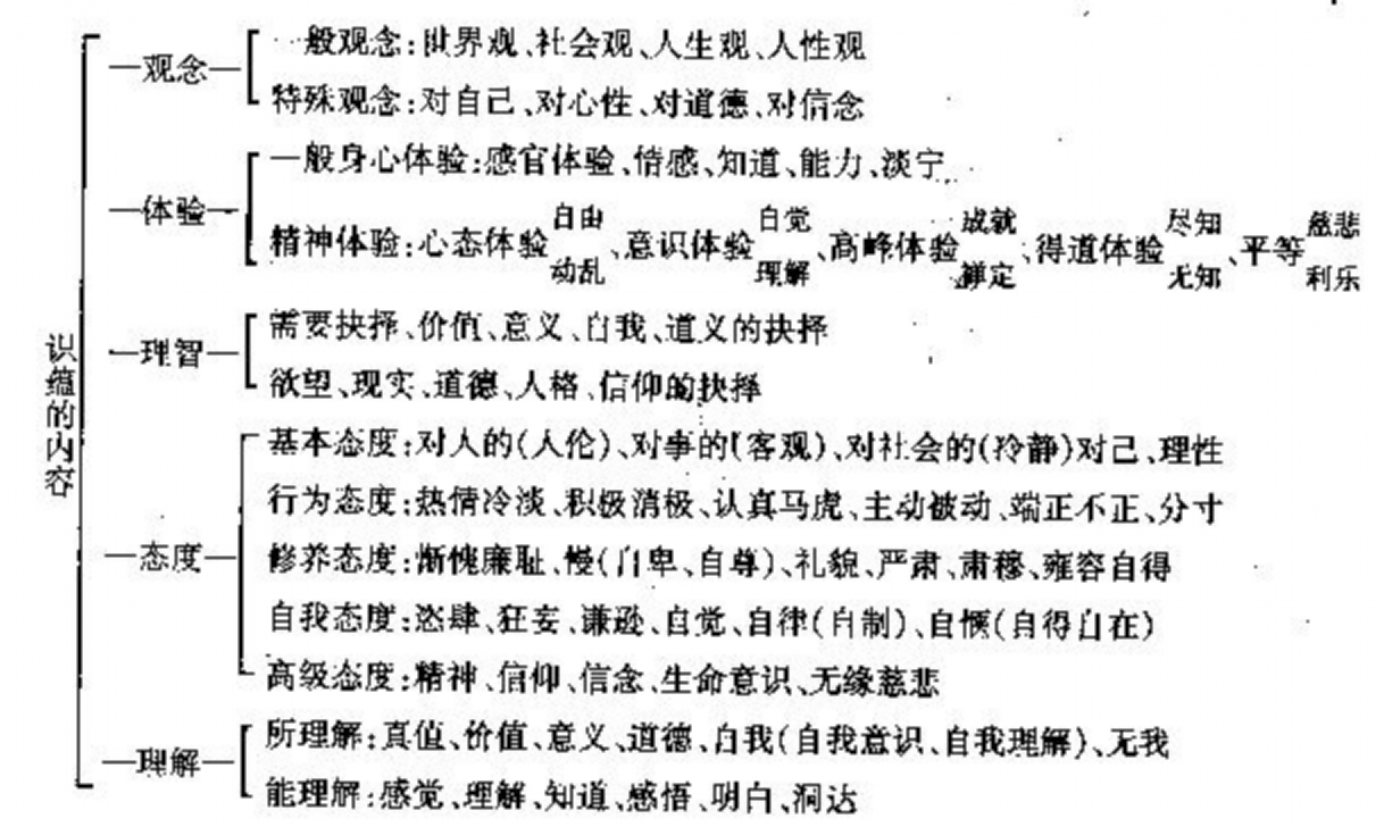 识蕴的内容
观念
一般观念:世界观、社会观、人生观、人性观
特殊观念:对自己、对心性、对道德、对信念
体验
一般身心体验:感官体验、情感、知道、能力、淡宁
精神体验:心态体验自由动乱、意识体验自觉理解、高峰体验成就禅定、得道体验尽知无知、平等慈悲利乐
理智
需要抉择、价值、意义、自我、道义的抉择
欲望、现实、道德、人格、信仰的抉择
态度
基本态度:对人的(人伦)、对事的(客观)、对社会的(冷静)对己、理性
行为态度:热情冷淡、积极消极、认真马虎、主动被动、端正不正、分寸
修养态度:惭愧廉耻、慢(自卑、自尊)、礼貌、严肃、肃穆、雍容自得
自我态度:恣肆、狂妄、谦逊、自觉、自律(自制)、自惬(自得自在)
高级态度:精神、信仰、信念、生命意识、无缘慈悲
理解
所理解:真值、价值、意义、道德、自我(自我意识、自我理解)、无我
能理解:感觉、理解、知道、感悟、明白、洞达